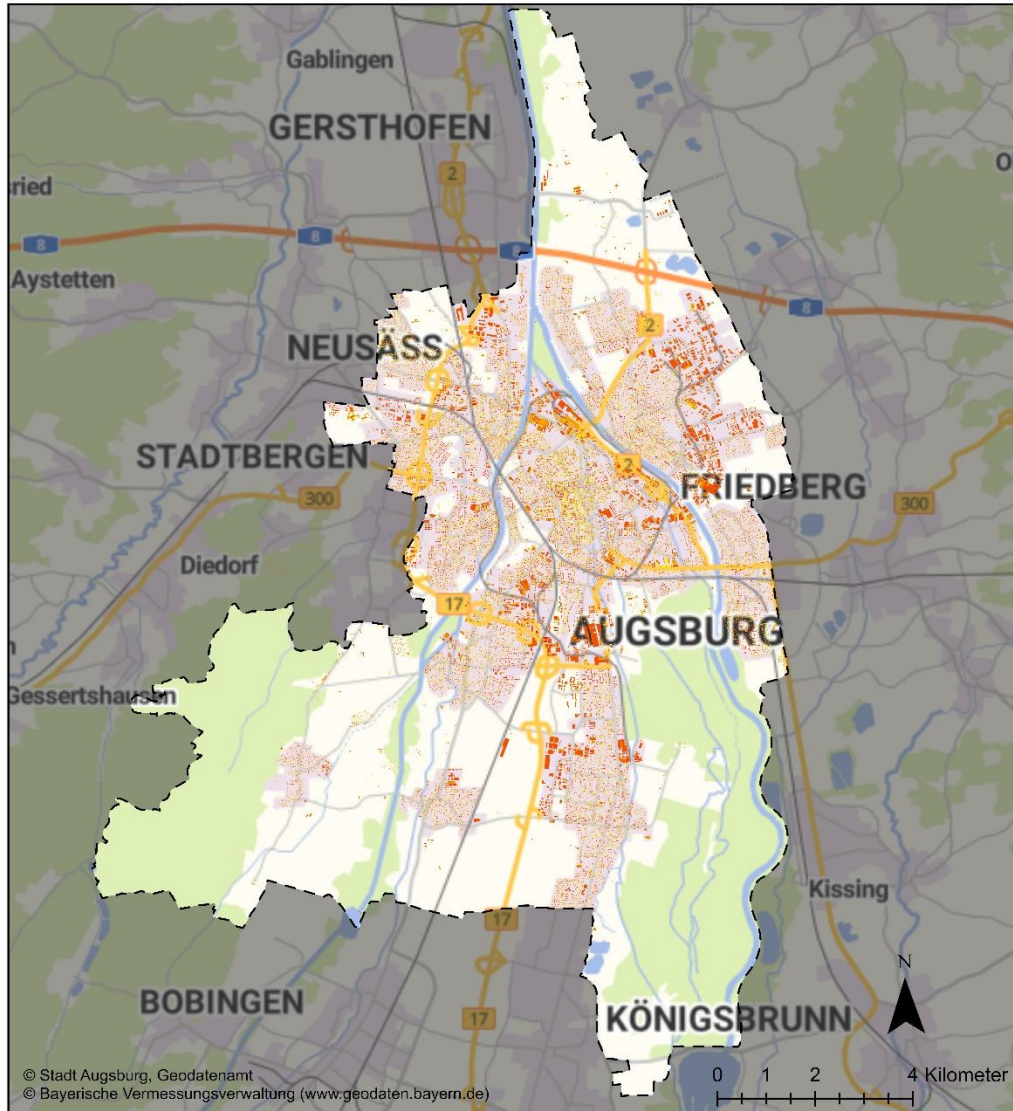 Gablingen
GERSTHOFEN
2
sried
8
8
8
Aystetten
2
NEUSÄSS
STADTBERGEN
2
FRIEDBERG
300
300
Diedorf
17
AUGSBURG
Gessertshausen
Kissing
17
N
BOBINGEN
KÖNIGSBRUNN
17
© Stadt Augsburg, Geodatenamt
© Bayerische Vermessungsverwaltung (www.geodaten.bayern.de)
0 1 2 4 Kilometer